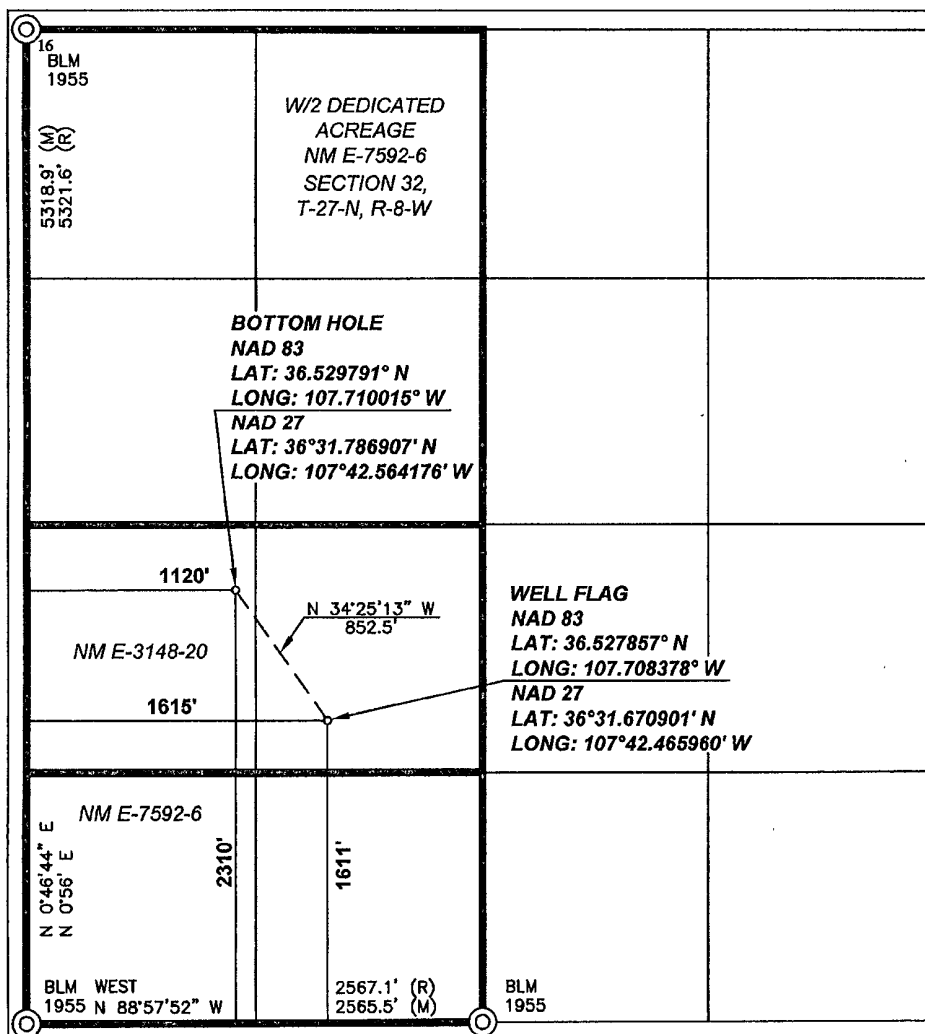 16
BLM
1955
5318.9' (M)
5321.6' (R)
W/2 DEDICATED
ACREAGE
NM E-7592-6
SECTION 32,
T-27-N, R-8-W
BOTTOM HOLE
NAD 83
LAT: 36.529791° N
LONG: 107.710015° W
NAD 27
LAT: 36°31.786907' N
LONG: 107°42.564176' W
1120'
N 34°25'13" W
852.5'
NM E-3148-20
1615'
WELL FLAG
NAD 83
LAT: 36.527857° N
LONG: 107.708378° W
NAD 27
LAT: 36°31.670901' N
LONG: 107°42.465960' W
NM E-7592-6
N 0°46'44" E
N 0°56' E
2310'
1611'
BLM WEST
1955 N 88°57'52" W
2567.1' (R)
2565.5' (M)
BLM
1955